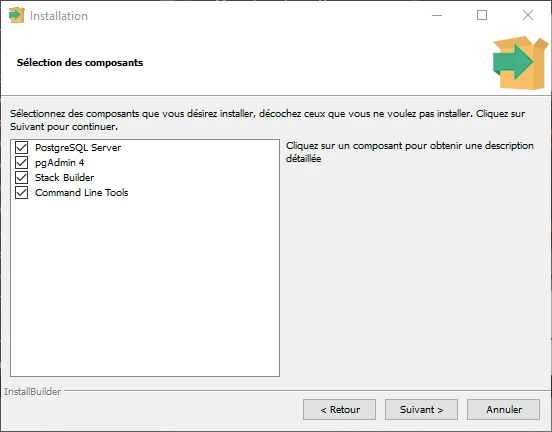 Installation
Sélection des composants
Sélectionnez des composants que vous désirez installer, décochez ceux que vous ne voulez pas installer. Cliquez sur
Suivant pour continuer.
PostgreSQL Server
pgAdmin 4
Stack Builder
Command Line Tools
Cliquez sur un composant pour obtenir une description
détaillée
InstallBuilder
< Retour
Suivant >
Annuler